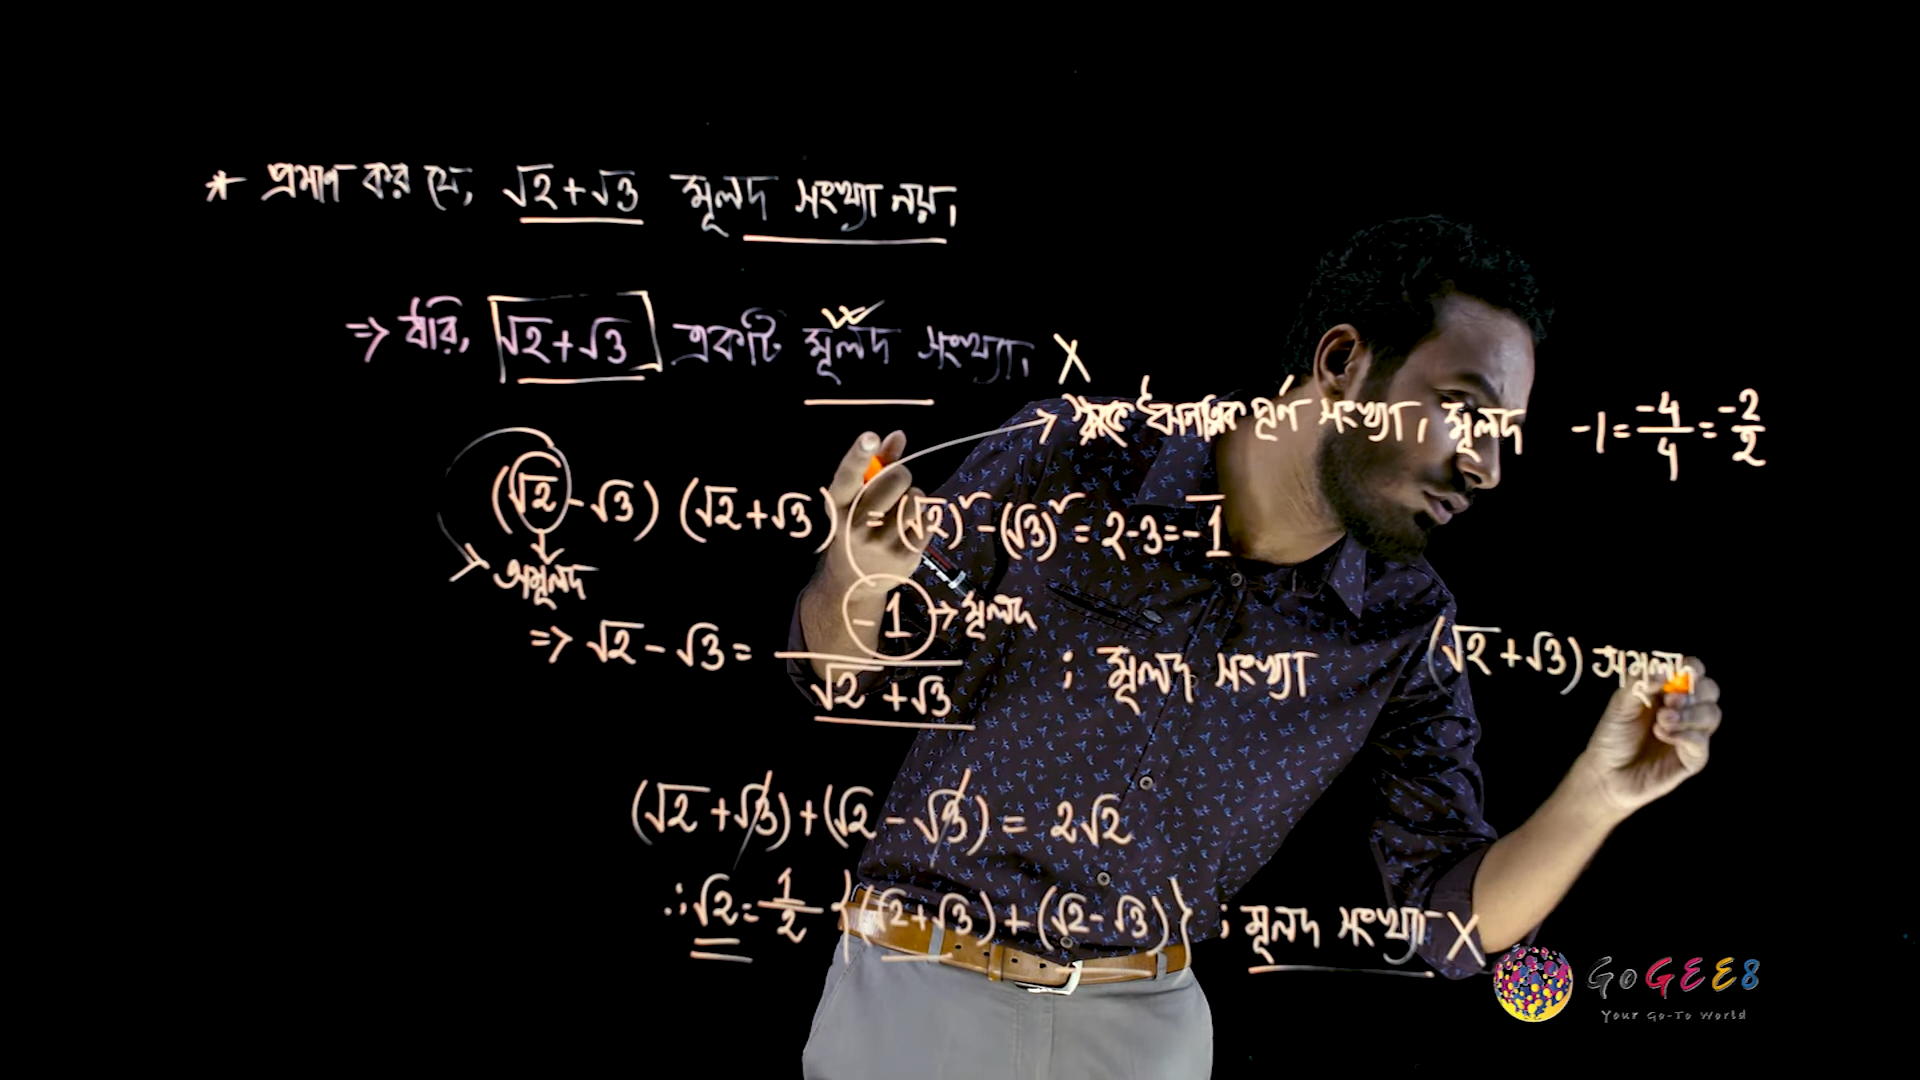 * প্রমাণ কর যে, √2+√3 মূলদ সংখ্যা নয়।
=> ধরি, √2+√3 একটি মূলদ সংখ্যা। X
ঋনাত্মক পূর্ণ সংখ্যা, মূলদ -1 = -4/4 = -2/2
(√2-√3) (√2+√3) = (√2)² - (√3)² = 2-3 = -1
অমূলদ
=> √2 - √3 = -1/(√2+√3) ; মূলদ সংখ্যা
→ মূলদ
(√2+√3) অমূলদ
(√2+√3)+(√2-√3) = 2√2
∴ √2 = 1/2 {(√2+√3)+(√2-√3)} ; মূলদ সংখ্যা X
GoGEE8
Your Go-To World